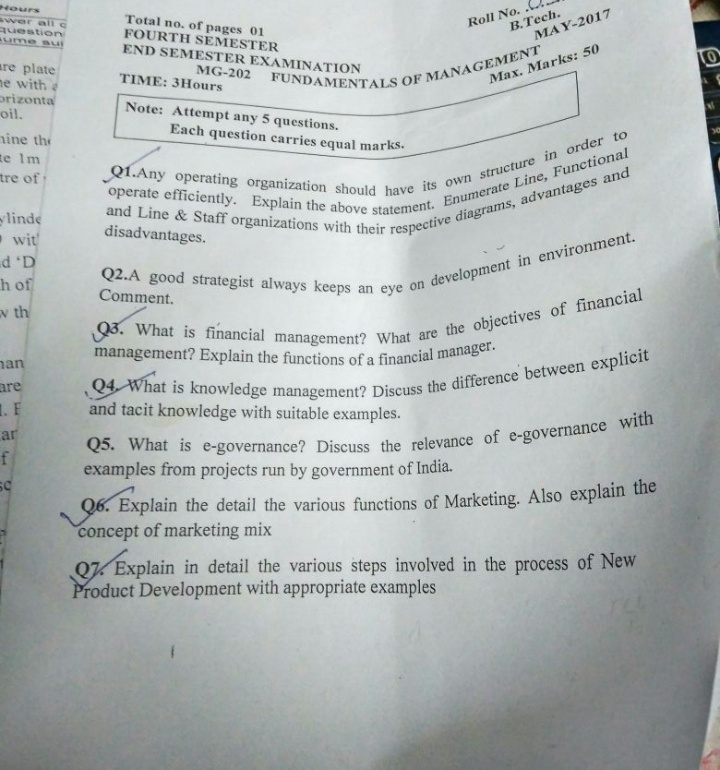 Hours
question
Total no. of pages 01
Roll No.
FOURTH SEMESTER
B.Tech.
END SEMESTER EXAMINATION
MAY-2017
MG-202 FUNDAMENTALS OF MANAGEMENT
TIME: 3Hours
Max. Marks: 50
Note: Attempt any 5 questions.
Each question carries equal marks.
Q1.Any operating organization should have its own structure in order to
operate efficiently. Explain the above statement. Enumerate Line, Functional
and Line & Staff organizations with their respective diagrams, advantages and
disadvantages.
Q2.A good strategist always keeps an eye on development in environment.
Comment.
Q3. What is financial management? What are the objectives of financial
management? Explain the functions of a financial manager.
Q4. What is knowledge management? Discuss the difference between explicit
and tacit knowledge with suitable examples.
Q5. What is e-governance? Discuss the relevance of e-governance with
examples from projects run by government of India.
Q6. Explain the detail the various functions of Marketing. Also explain the
concept of marketing mix
Q7. Explain in detail the various steps involved in the process of New
Product Development with appropriate examples
plate
with
oil.
1m
of
h of